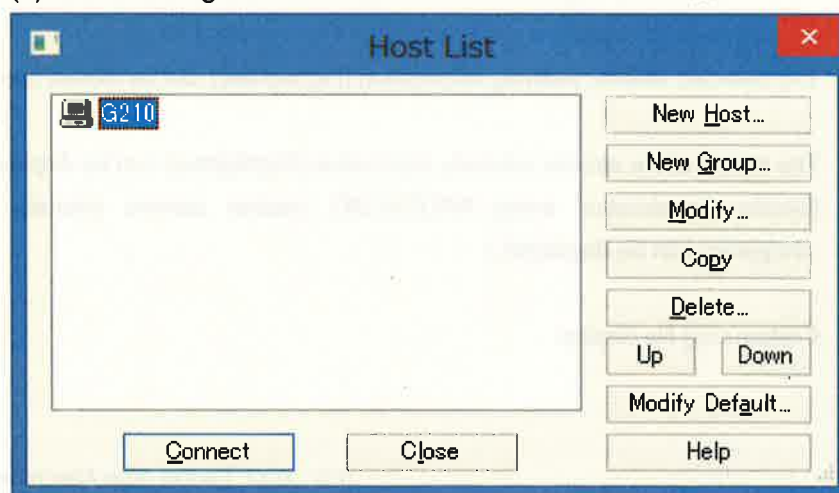 Host List
G210
New Host...
New Group...
Modify...
Copy
Delete...
Up Down
Modify Default...
Connect Close Help